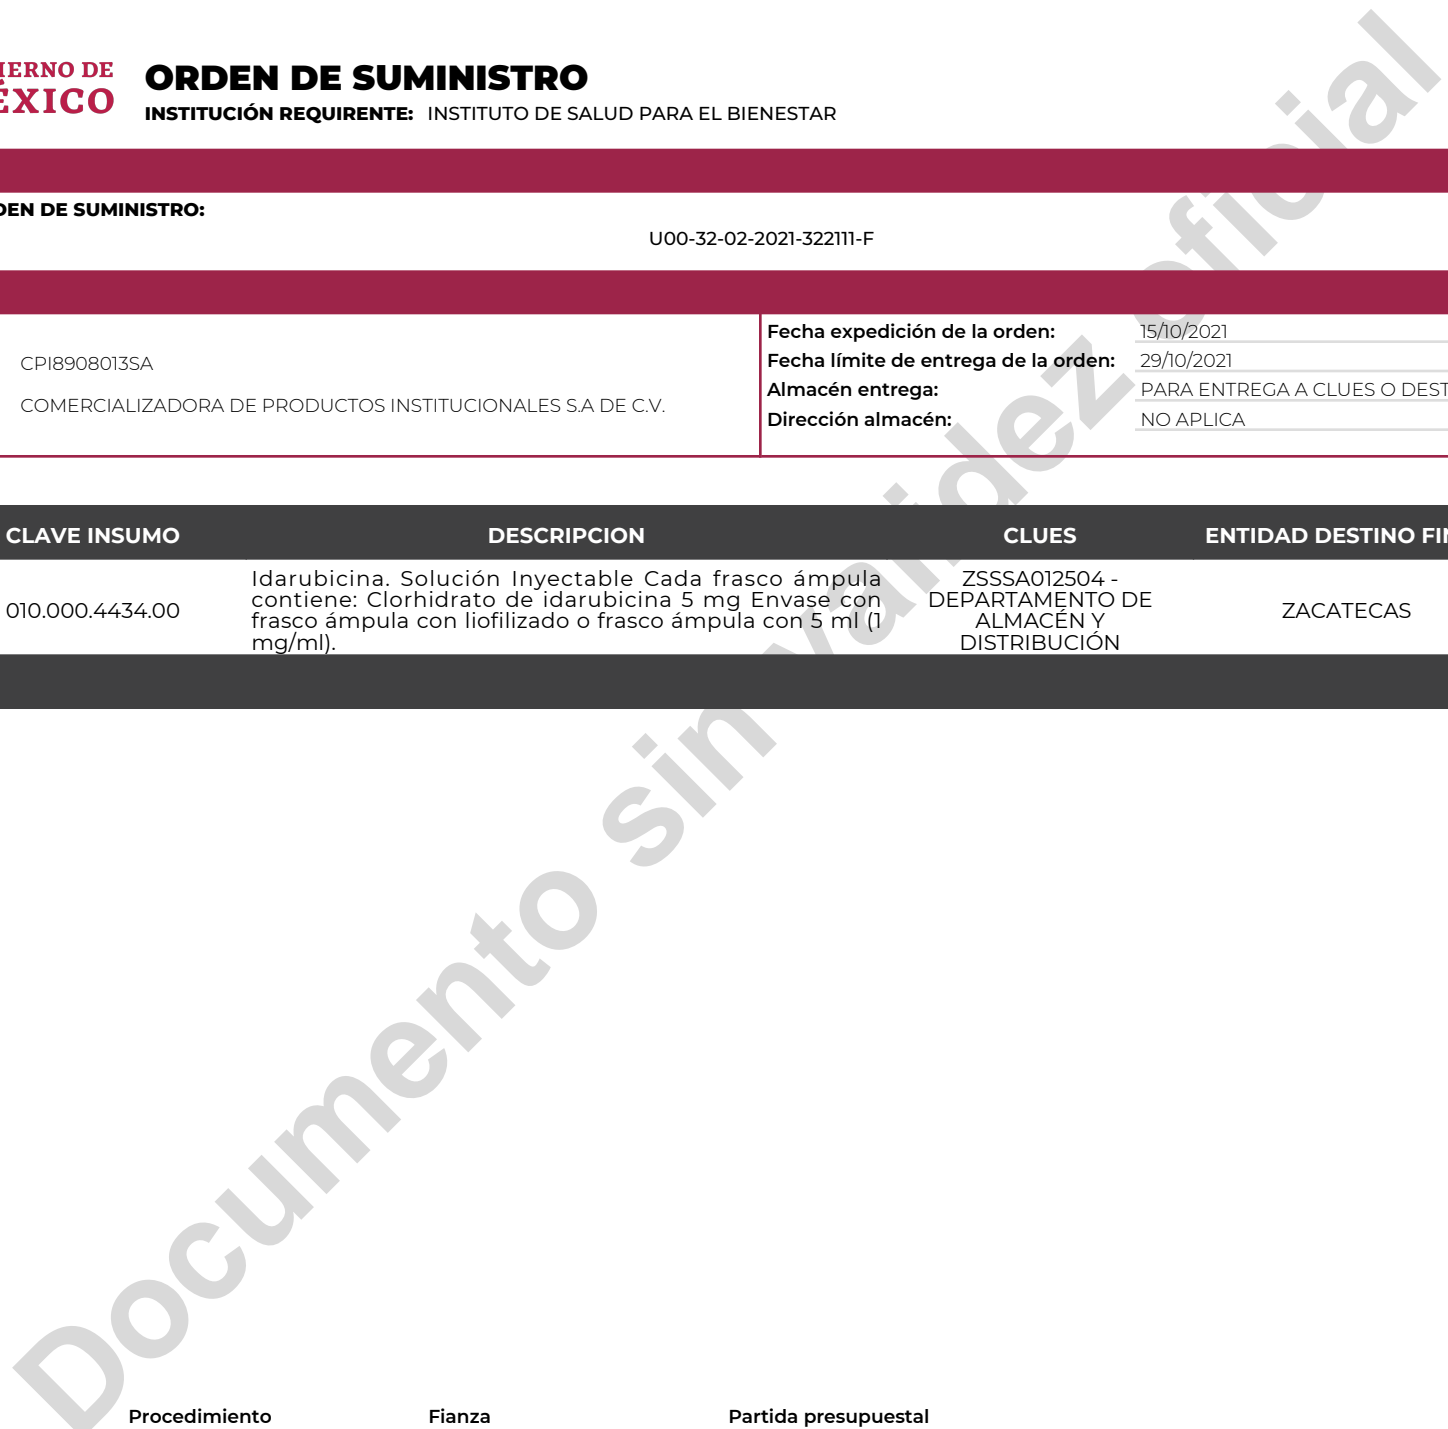 IERNO DE
ÉXICO
ORDEN DE SUMINISTRO
INSTITUCIÓN REQUIRENTE: INSTITUTO DE SALUD PARA EL BIENESTAR
DEN DE SUMINISTRO:
U00-32-02-2021-322111-F
CPI8908013SA
COMERCIALIZADORA DE PRODUCTOS INSTITUCIONALES S.A DE C.V.
Fecha expedición de la orden: 15/10/2021
Fecha límite de entrega de la orden: 29/10/2021
Almacén entrega: PARA ENTREGA A CLUES O DEST
Dirección almacén: NO APLICA
CLAVE INSUMO DESCRIPCION CLUES ENTIDAD DESTINO FIN
010.000.4434.00
Idarubicina. Solución Inyectable Cada frasco ámpula
contiene: Clorhidrato de idarubicina 5 mg Envase con
frasco ámpula con liofilizado o frasco ámpula con 5 ml (1
mg/ml).
ZSSSA012504 -
DEPARTAMENTO DE
ALMACÉN Y
DISTRIBUCIÓN
ZACATECAS
Documento sin validez oficial
Procedimiento Fianza Partida presupuestal